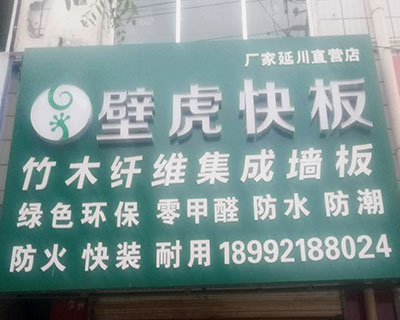 厂家延川直营店
壁虎快板
竹木纤维集成墙板
绿色环保 零甲醛 防水 防潮
防火 快装 耐用 18992188024